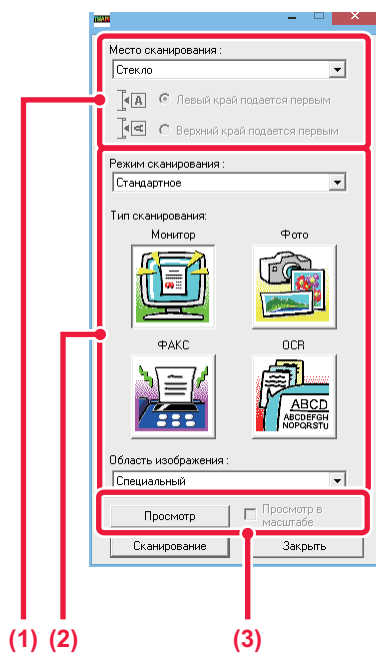 TWAIN
Место сканирования :
Стекло
A
Левый край подается первым
A
Верхний край подается первым
Режим сканирования :
Стандартное
Тип сканирования:
Монитор Фото
ФАКС OCR
ABCD
ABCDEFGH
NOPQRSTU
Область изображения :
Специальный
Просмотр Просмотр в
масштабе
Сканирование Закрыть
(1) (2) (3)